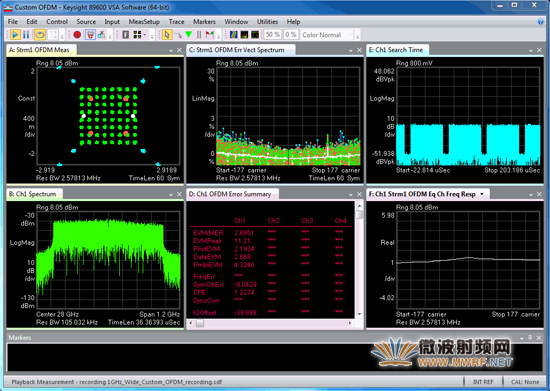 Custom OFDM - Keysight 89600 VSA Software (64-bit)
File Edit Control Source Input MeasSetup Trace Markers Window Utilities Help
50 % 0 % Color Normal
A: Strm1 OFDM Meas
Rng 8.05 dBm
2
Const
400
m
/div
-2
-2.919 2.9189
Res BW 2.57813 MHz TimeLen 60 Sym
C: Strm1 OFDM Err Vect Spectrum
Rng 8.05 dBm
30
%
LinMag
3
%
/div
0
%
Start -177 carrier Stop 177 carrier
Res BW 2.57813 MHz TimeLen 60 Sym
E: Ch1 Search Time
Rng 800 mV
48.062
dBVpk
LogMag
10
dB
/div
-51.938
dBVpk
Start -22.814 uSec Stop 203.186 uSec
B: Ch1 Spectrum
Rng 8.05 dBm
-30
dBm
LogMag
10
dB
/div
-130
dBm
Center 28 GHz Span 1.2 GHz
Res BW 105.032 kHz TimeLen 36.36393 uSec
D: Ch1 OFDM Error Summary
Ch1 Ch2 Ch3 Ch4
EVM/MER 2.6851 *** *** ***
EVMPeak 11.21 *** *** ***
PilotEVM 2.1934 *** *** ***
DataEVM 2.688 *** *** ***
PrmblEVM 4.3246 *** *** ***
FreqErr *** *** ***
SymClkErr -0.0429 *** *** ***
CPE 1.2274 *** *** ***
SyncCorr *** *** ***
IQOffset *** *** ***
F: Ch1 Strm1 OFDM Eq Ch Freq Resp
Rng 8.05 dBm
5.98
Real
1
/div
-4.02
Start -177 carrier Stop 177 carrier
Res BW 2.57813 MHz
Markers
微波射频网
WWW.MWRF.NET
Playback Measurement - recording 1GHz_Wide_Custom_OFDM_recording.sdf INT REF CAL: None